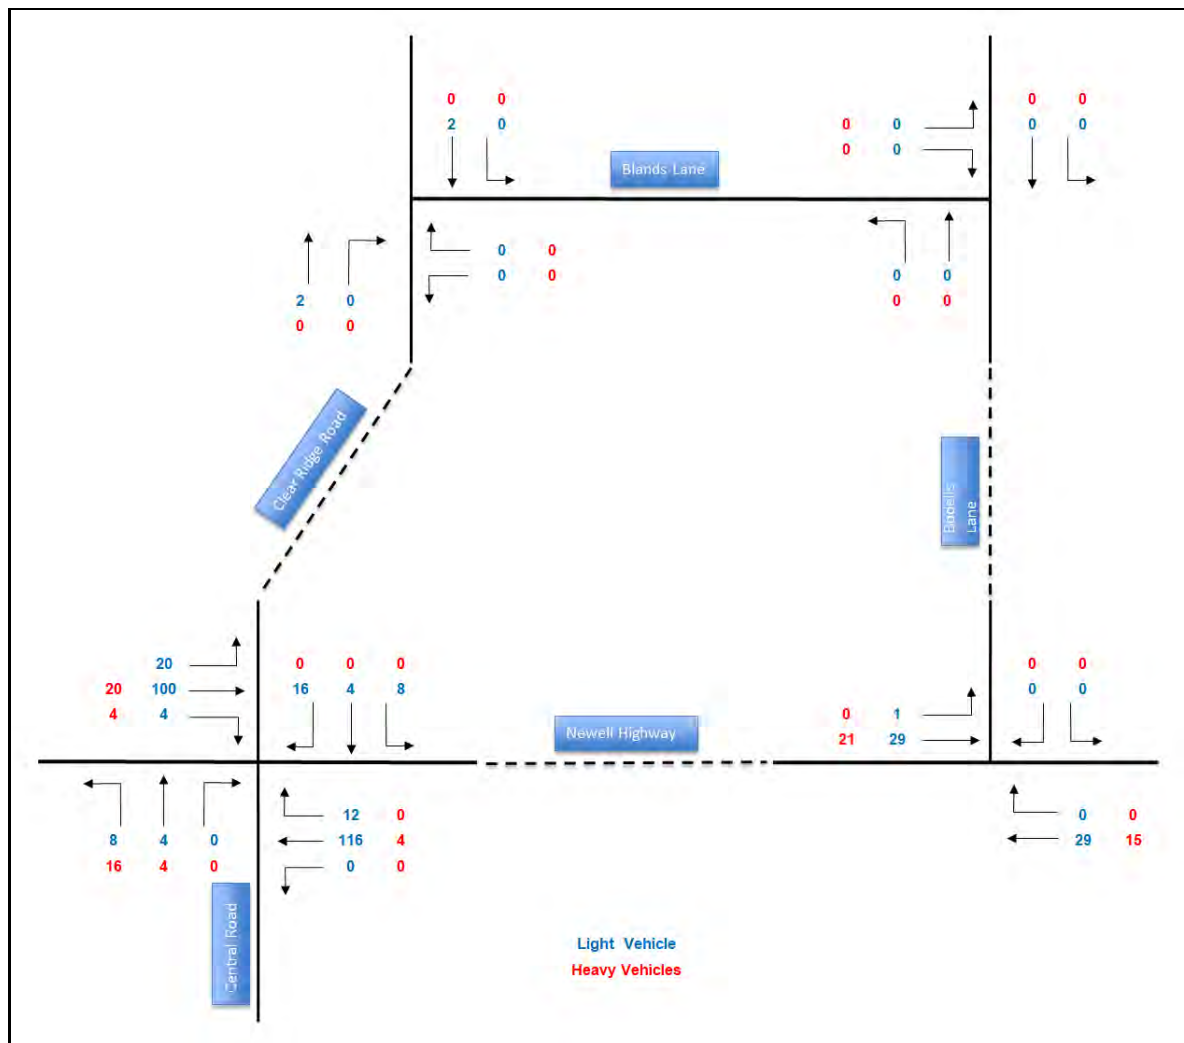 0 0 0 0
2 0 0 0 0 0
0 0
Blands Lane
0 0
0 0 0 0
2 0 0 0
0 0
Clear Ridge Road
Bodells
Lane
20 0 0 0 0 0
20 100 16 4 8 0 0
4 4 0 1
Newell Highway
21 29
12 0 0 0
8 4 0 116 4 29 15
16 4 0 0 0
Central Road
Light Vehicle
Heavy Vehicles